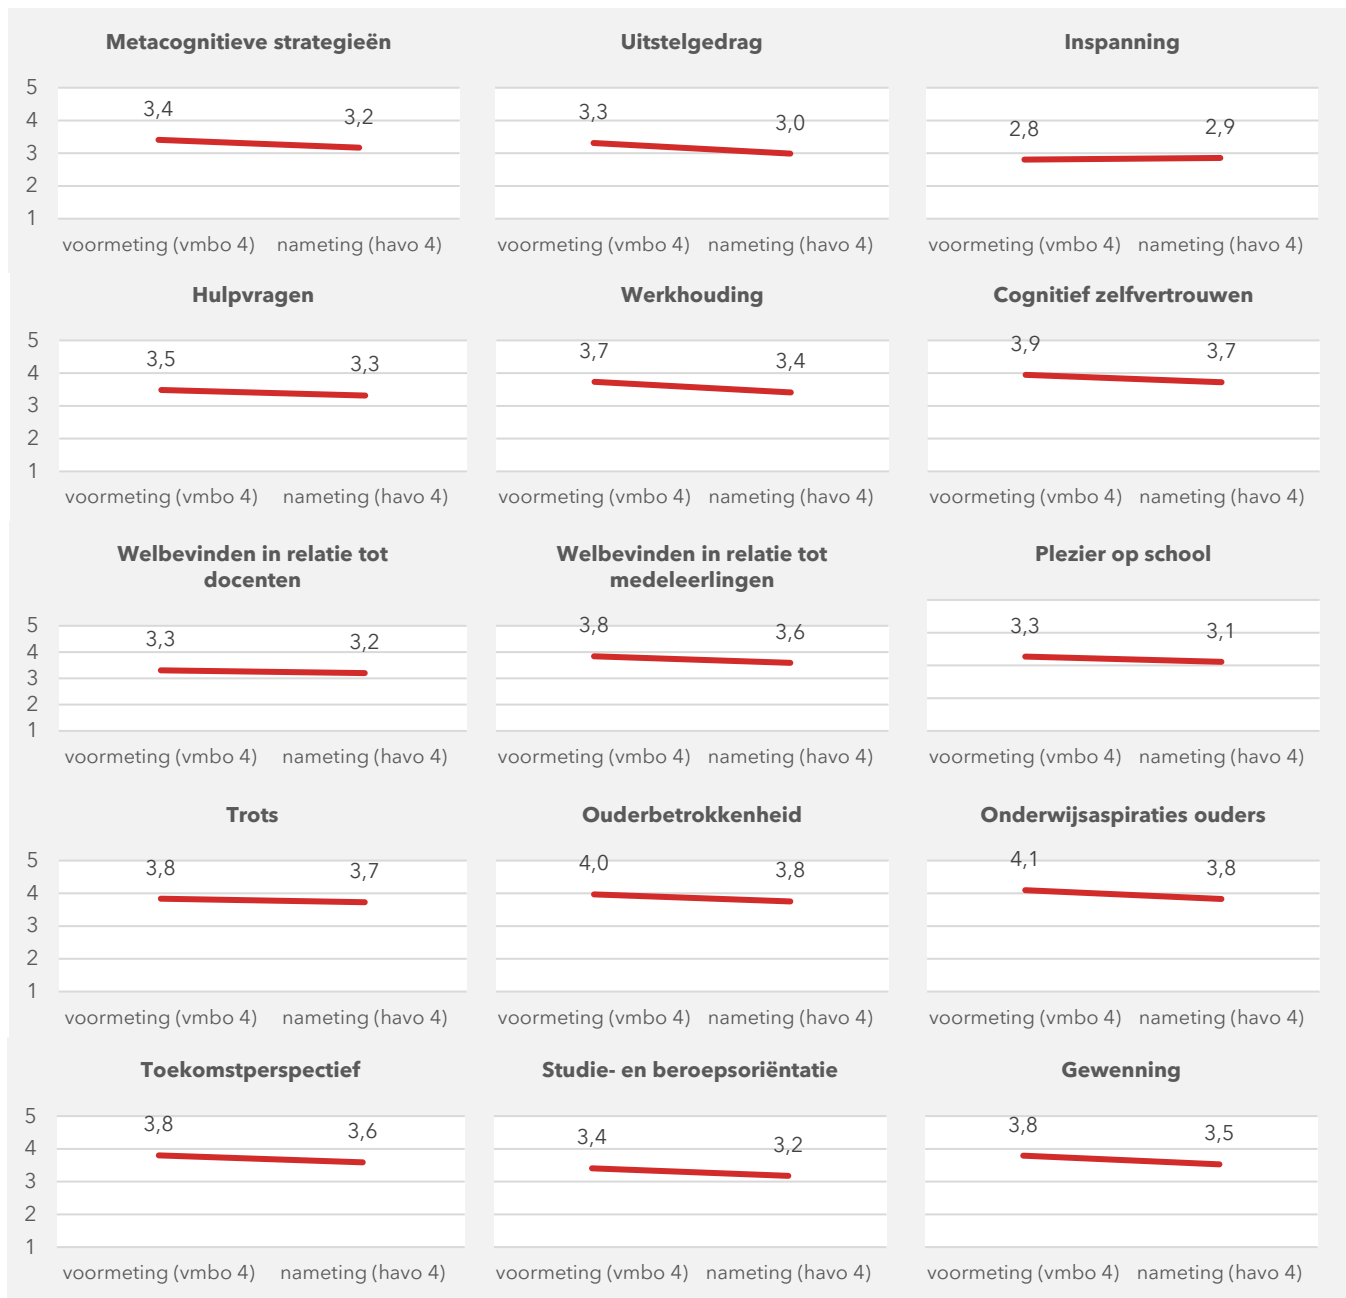 Metacognitieve strategieën
5
4
3
2
1
3,4
3,2
voormeting (vmbo 4) nameting (havo 4)
Uitstelgedrag
3,3
3,0
voormeting (vmbo 4) nameting (havo 4)
Inspanning
2,8
2,9
voormeting (vmbo 4) nameting (havo 4)
Hulpvragen
5
4
3
2
1
3,5
3,3
voormeting (vmbo 4) nameting (havo 4)
Werkhouding
3,7
3,4
voormeting (vmbo 4) nameting (havo 4)
Cognitief zelfvertrouwen
3,9
3,7
voormeting (vmbo 4) nameting (havo 4)
Welbevinden in relatie tot
docenten
5
4
3
2
1
3,3
3,2
voormeting (vmbo 4) nameting (havo 4)
Welbevinden in relatie tot
medeleerlingen
3,8
3,6
voormeting (vmbo 4) nameting (havo 4)
Plezier op school
3,3
3,1
voormeting (vmbo 4) nameting (havo 4)
Trots
5
4
3
2
1
3,8
3,7
voormeting (vmbo 4) nameting (havo 4)
Ouderbetrokkenheid
4,0
3,8
voormeting (vmbo 4) nameting (havo 4)
Onderwijsaspiraties ouders
4,1
3,8
voormeting (vmbo 4) nameting (havo 4)
Toekomstperspectief
5
4
3
2
1
3,8
3,6
voormeting (vmbo 4) nameting (havo 4)
Studie- en beroepsoriëntatie
3,4
3,2
voormeting (vmbo 4) nameting (havo 4)
Gewenning
3,8
3,5
voormeting (vmbo 4) nameting (havo 4)